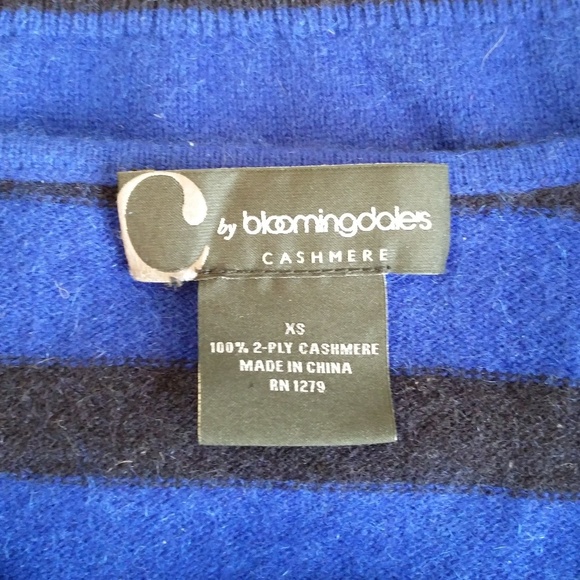 C by bloomingdale's
CASHMERE
XS
100% 2-PLY CASHMERE
MADE IN CHINA
RN 1279